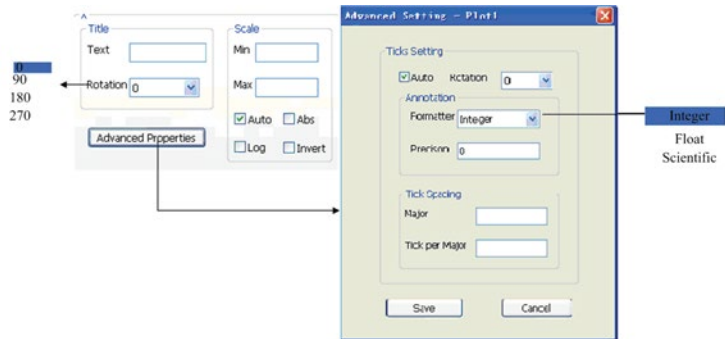 Title
Text
Rotation 0
0
90
180
270
Advanced Properties
Scale
Min
Max
Auto Abs
Log Invert
Advanced Setting - Plot1
Ticks Setting
Auto Rotation 0
Annotation
Formatter Integer
Precison 0
Tick Spacing
Major
Tick per Major
Save Cancel
Integer
Float
Scientific